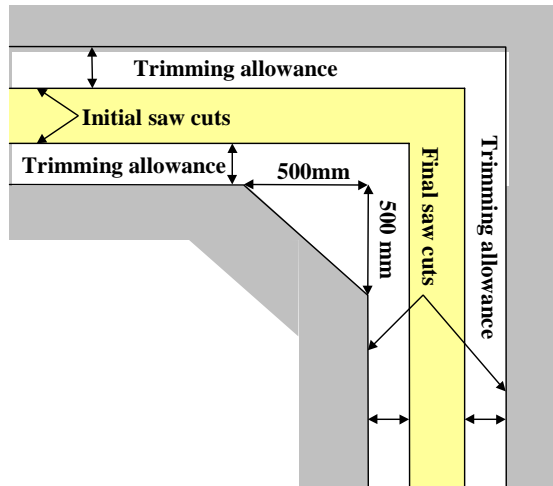 Trimming allowance
Initial saw cuts
Trimming allowance
500mm
500 mm
Final saw cuts
Trimming allowance